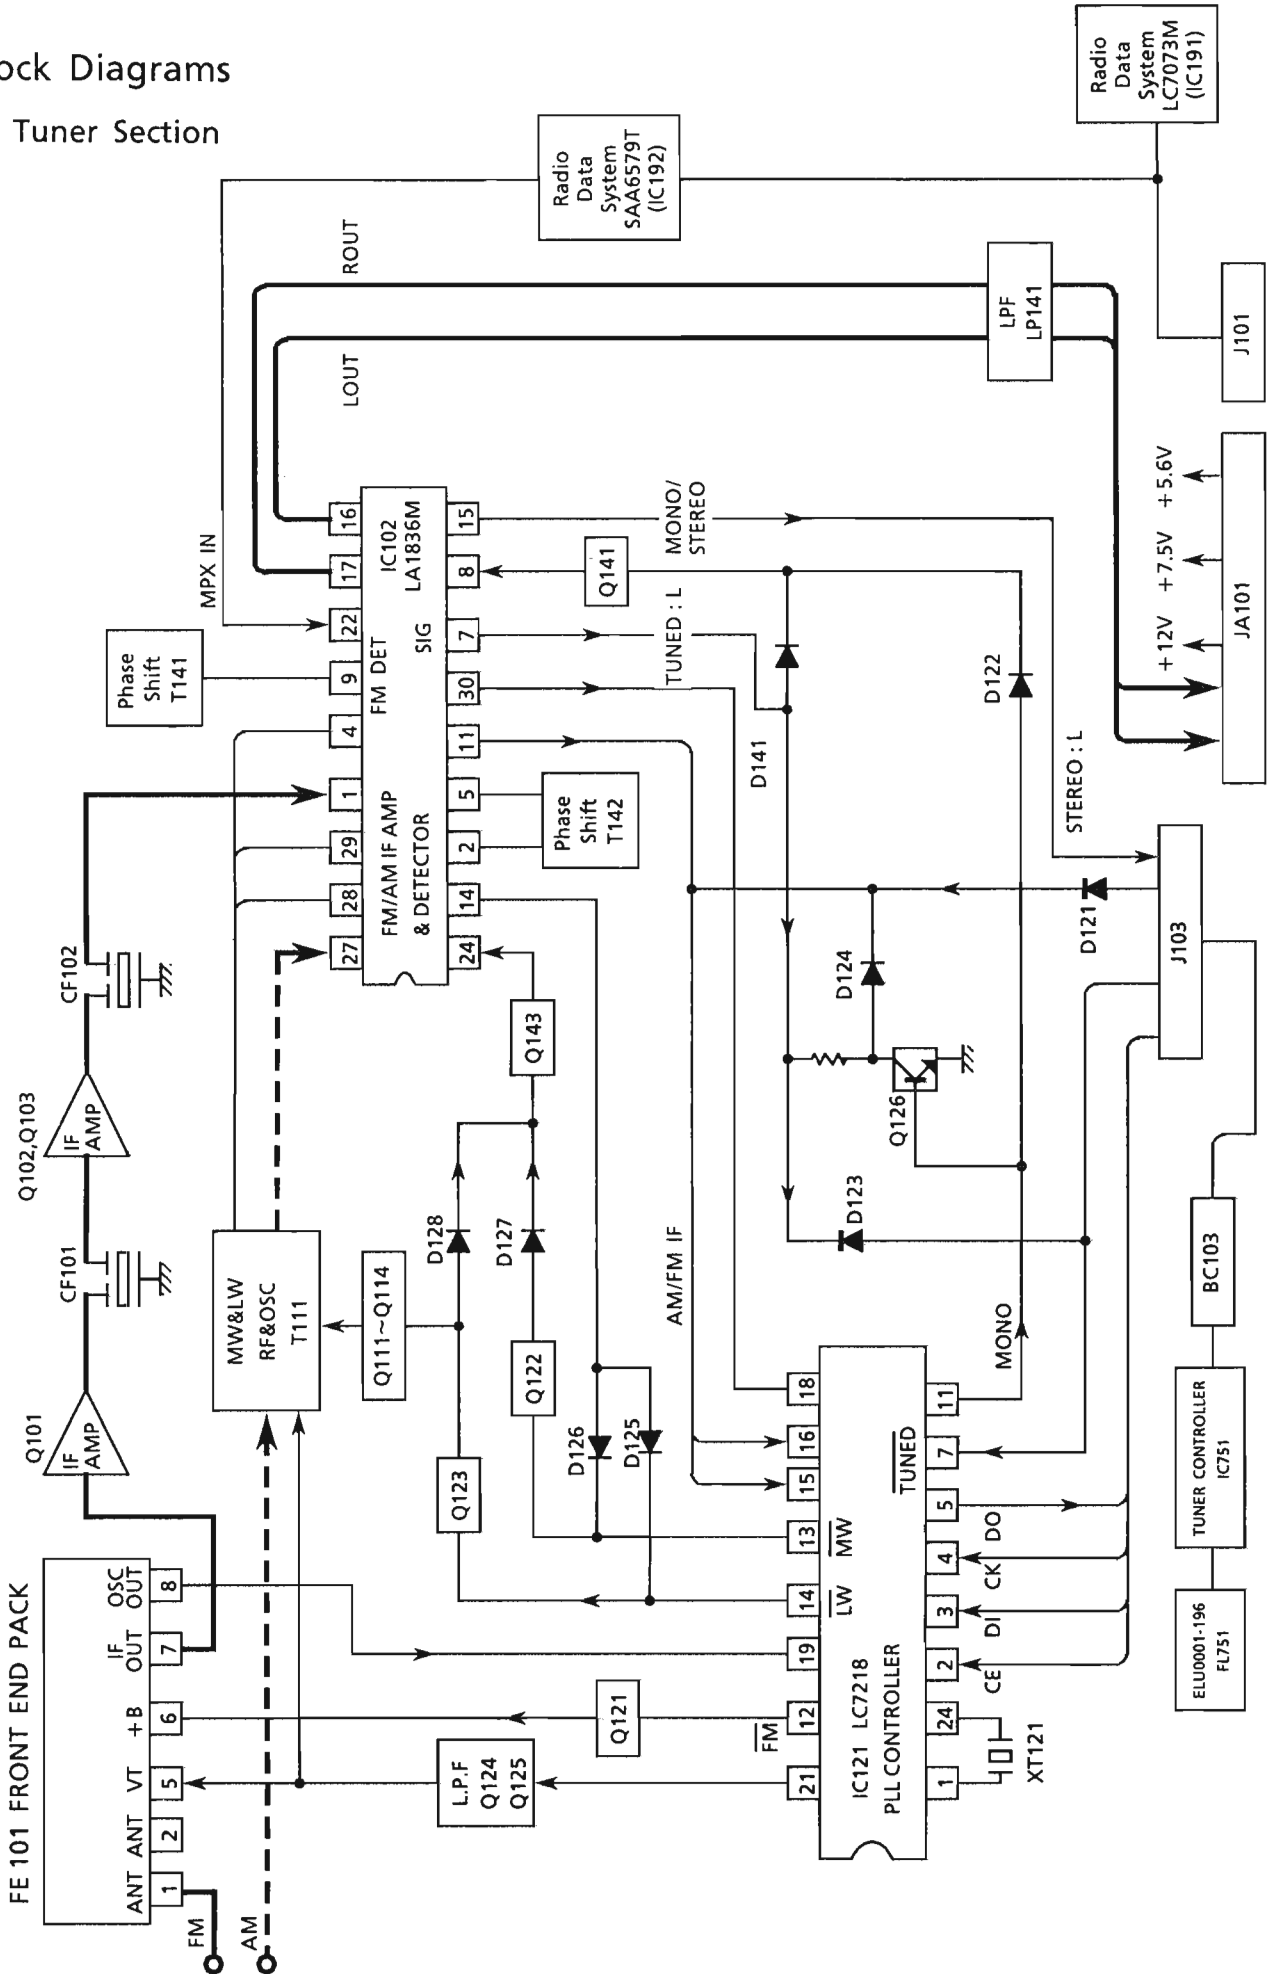 ock Diagrams
Tuner Section
FE 101 FRONT END PACK
ANT
ANT
VT
+B
IF
OUT
OSC
OUT
1
2
5
6
7
8
FM
AM
Q101
IF
AMP
CF101
Q102,Q103
IF
AMP
CF102
MW&LW
RF&OSC
T111
Q111~Q114
Phase
Shift
T141
MPX IN
LOUT
ROUT
Radio
Data
System
SAA6579T
(IC192)
Radio
Data
System
LC7073M
(IC191)
27
28
29
1
4
9
22
17
16
FM/AM IF AMP
& DETECTOR
FM DET
SIG
IC102
LA1836M
24
14
2
5
11
30
7
8
15
Phase
Shift
T142
Q143
D128
D127
Q122
Q123
D126
D125
L.P.F
Q124
Q125
Q121
AM/FM IF
TUNED : L
Q141
MONO/
STEREO
D141
D122
D124
Q126
D123
D121
STEREO : L
MONO
LPF
LP141
21
12
19
14
13
15
16
18
FM
LW
MW
TUNED
IC121 LC7218
PLL CONTROLLER
1
24
2
3
4
5
7
11
XT121
CE
DI
CK
DO
J103
BC103
TUNER CONTROLLER
IC751
ELU0001-196
FL751
+12V
+7.5V
+5.6V
JA101
J101